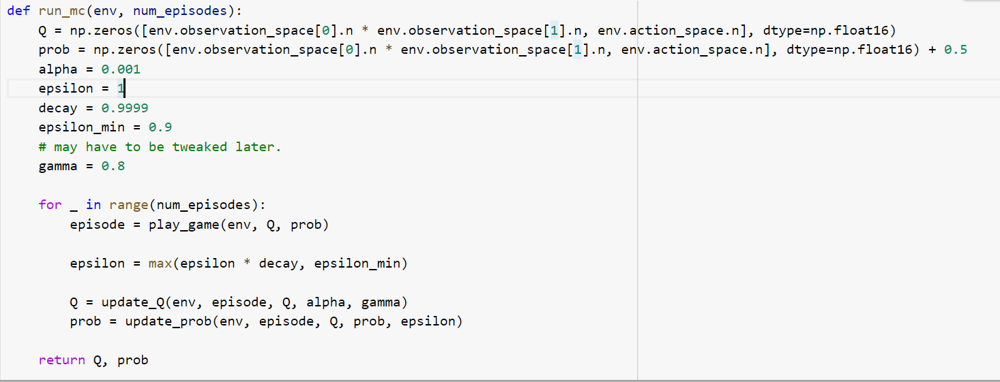 def run_mc(env, num_episodes):
    Q = np.zeros([env.observation_space[0].n * env.observation_space[1].n, env.action_space.n], dtype=np.float16)
    prob = np.zeros([env.observation_space[0].n * env.observation_space[1].n, env.action_space.n], dtype=np.float16) + 0.5
    alpha = 0.001
    epsilon = 1
    decay = 0.9999
    epsilon_min = 0.9
    # may have to be tweaked later.
    gamma = 0.8

    for _ in range(num_episodes):
        episode = play_game(env, Q, prob)

        epsilon = max(epsilon * decay, epsilon_min)

        Q = update_Q(env, episode, Q, alpha, gamma)
        prob = update_prob(env, episode, Q, prob, epsilon)

    return Q, prob